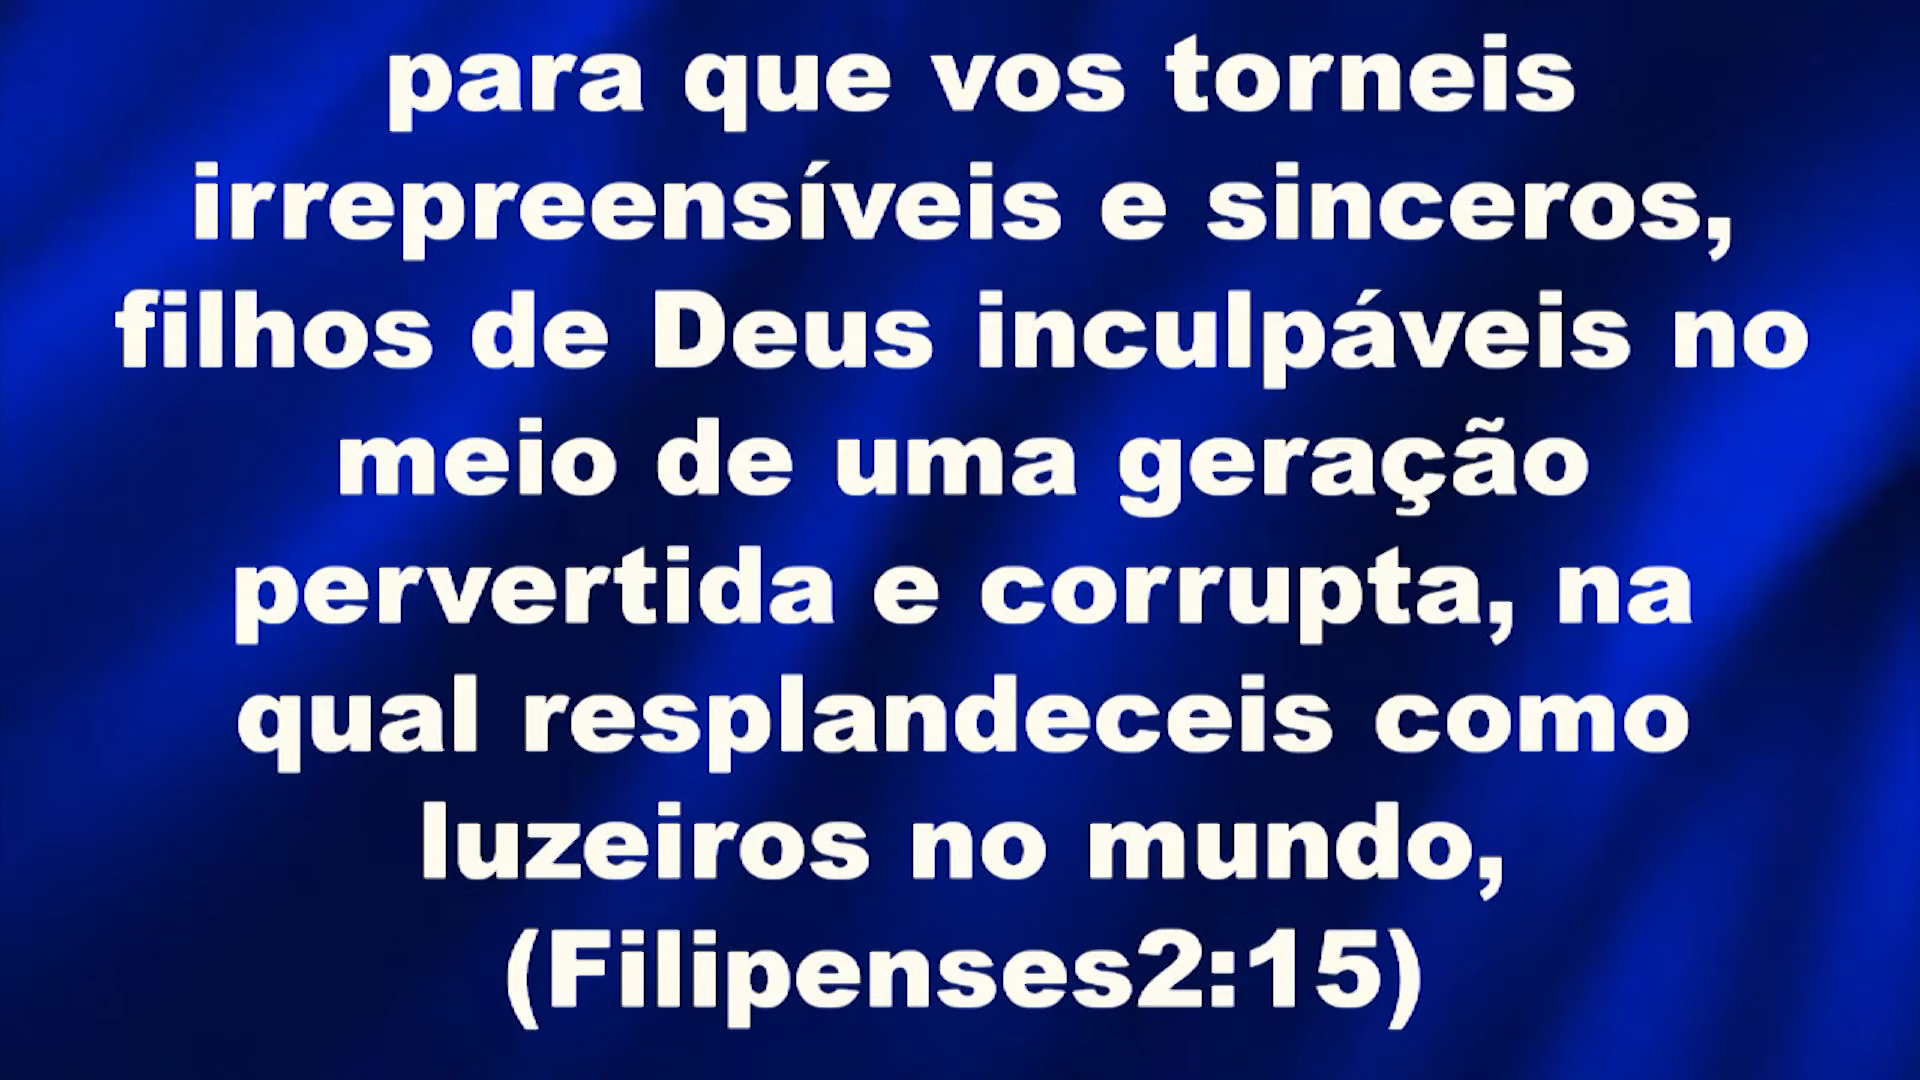 para que vos torneis
irrepreensíveis e sinceros,
filhos de Deus inculpáveis no
meio de uma geração
pervertida e corrupta, na
qual resplandeceis como
luzeiros no mundo,
(Filipenses2:15)